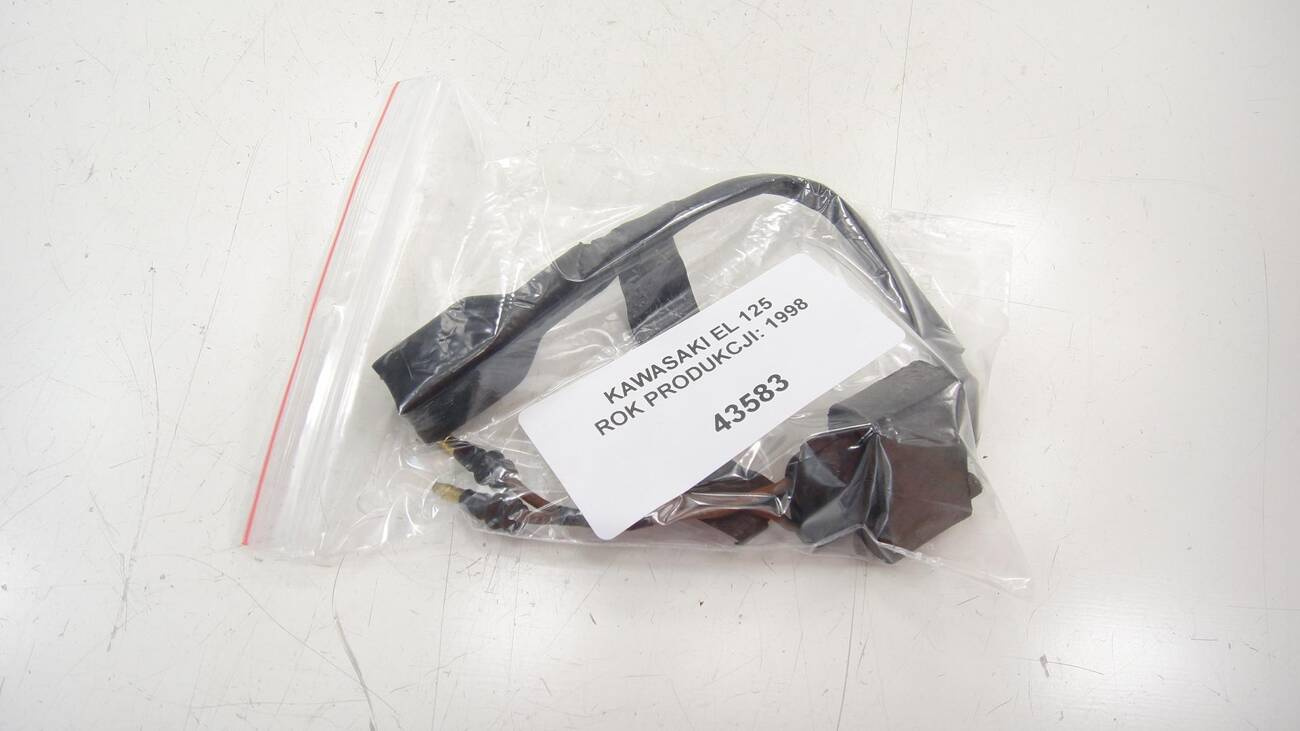 KAWASAKI EL 125
ROK PRODUKCJI: 1998
43583